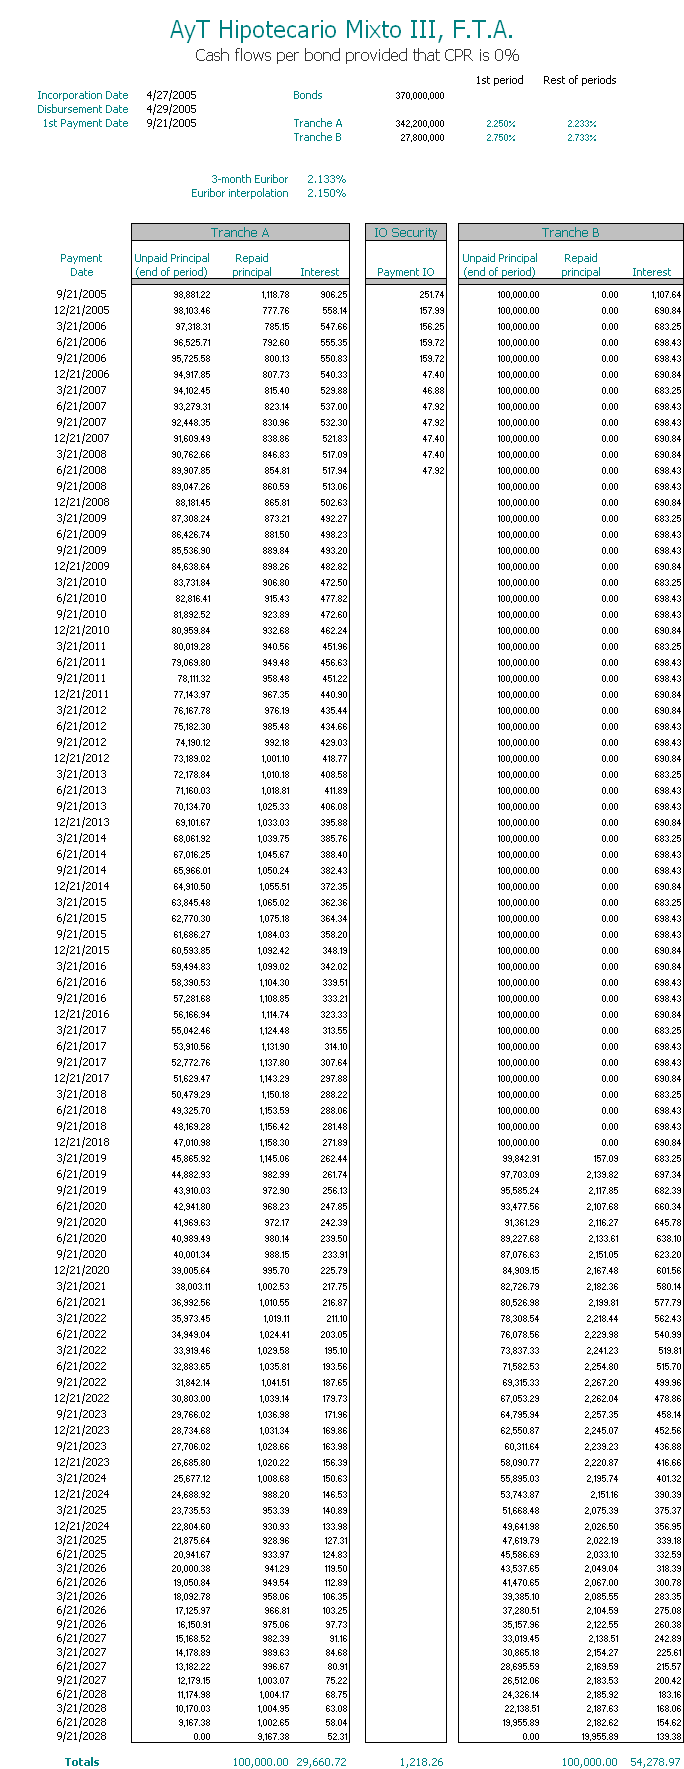 AyT Hipotecario Mixto III, F.T.A.
Cash flows per bond provided that CPR is 0%
1st period Rest of periods
Incorporation Date 4/27/2005 Bonds 370,000,000
Disbursement Date 4/29/2005
1st Payment Date 9/21/2005 Tranche A 342,200,000 2.250% 2.233%
Tranche B 27,800,000 2.750% 2.733%
3-month Euribor 2.133%
Euribor interpolation 2.150%
Tranche A IO Security Tranche B
Payment Unpaid Principal Repaid Unpaid Principal Repaid
Date (end of period) principal Interest Payment IO (end of period) principal Interest
9/21/2005 98,881.22 1,118.78 906.25 251.74 100,000.00 0.00 1,107.64
12/21/2005 98,103.46 777.76 558.14 157.99 100,000.00 0.00 690.84
3/21/2006 97,318.31 785.15 547.66 156.25 100,000.00 0.00 683.25
6/21/2006 96,525.71 792.60 555.35 159.72 100,000.00 0.00 698.43
9/21/2006 95,725.58 800.13 550.83 159.72 100,000.00 0.00 698.43
12/21/2006 94,917.85 807.73 540.33 47.40 100,000.00 0.00 690.84
3/21/2007 94,102.45 815.40 529.88 46.88 100,000.00 0.00 683.25
6/21/2007 93,279.31 823.14 537.00 47.92 100,000.00 0.00 698.43
9/21/2007 92,448.35 830.96 532.30 47.92 100,000.00 0.00 698.43
12/21/2007 91,609.49 838.86 521.83 47.40 100,000.00 0.00 690.84
3/21/2008 90,762.66 846.83 517.09 47.40 100,000.00 0.00 690.84
6/21/2008 89,907.85 854.81 517.94 47.92 100,000.00 0.00 698.43
9/21/2008 89,047.26 860.59 513.06 100,000.00 0.00 698.43
12/21/2008 88,181.45 865.81 502.63 100,000.00 0.00 690.84
3/21/2009 87,308.24 873.21 492.27 100,000.00 0.00 683.25
6/21/2009 86,426.74 881.50 498.23 100,000.00 0.00 698.43
9/21/2009 85,536.90 889.84 493.20 100,000.00 0.00 698.43
12/21/2009 84,638.64 898.26 482.82 100,000.00 0.00 690.84
3/21/2010 83,731.84 906.80 472.50 100,000.00 0.00 683.25
6/21/2010 82,816.41 915.43 477.82 100,000.00 0.00 698.43
9/21/2010 81,892.52 923.89 472.60 100,000.00 0.00 698.43
12/21/2010 80,959.84 932.68 462.24 100,000.00 0.00 690.84
3/21/2011 80,019.28 940.56 451.96 100,000.00 0.00 683.25
6/21/2011 79,069.80 949.48 456.63 100,000.00 0.00 698.43
9/21/2011 78,111.32 958.48 451.22 100,000.00 0.00 698.43
12/21/2011 77,143.97 967.35 440.90 100,000.00 0.00 690.84
3/21/2012 76,167.78 976.19 435.44 100,000.00 0.00 690.84
6/21/2012 75,182.30 985.48 434.66 100,000.00 0.00 698.43
9/21/2012 74,190.12 992.18 429.03 100,000.00 0.00 698.43
12/21/2012 73,189.02 1,001.10 418.77 100,000.00 0.00 690.84
3/21/2013 72,178.84 1,010.18 408.58 100,000.00 0.00 683.25
6/21/2013 71,160.03 1,018.81 411.89 100,000.00 0.00 698.43
9/21/2013 70,134.70 1,025.33 406.08 100,000.00 0.00 698.43
12/21/2013 69,101.67 1,033.03 395.88 100,000.00 0.00 690.84
3/21/2014 68,061.92 1,039.75 385.76 100,000.00 0.00 683.25
6/21/2014 67,016.25 1,045.67 388.40 100,000.00 0.00 698.43
9/21/2014 65,966.01 1,050.24 382.43 100,000.00 0.00 698.43
12/21/2014 64,910.50 1,055.51 372.35 100,000.00 0.00 690.84
3/21/2015 63,845.48 1,065.02 362.36 100,000.00 0.00 683.25
6/21/2015 62,770.30 1,075.18 364.34 100,000.00 0.00 698.43
9/21/2015 61,686.27 1,084.03 358.20 100,000.00 0.00 698.43
12/21/2015 60,593.85 1,092.42 348.19 100,000.00 0.00 690.84
3/21/2016 59,494.83 1,099.02 342.02 100,000.00 0.00 690.84
6/21/2016 58,390.53 1,104.30 339.51 100,000.00 0.00 698.43
9/21/2016 57,281.68 1,108.85 333.21 100,000.00 0.00 698.43
12/21/2016 56,166.94 1,114.74 323.33 100,000.00 0.00 690.84
3/21/2017 55,042.46 1,124.48 313.55 100,000.00 0.00 683.25
6/21/2017 53,910.56 1,131.90 314.10 100,000.00 0.00 698.43
9/21/2017 52,772.76 1,137.80 307.64 100,000.00 0.00 698.43
12/21/2017 51,629.47 1,143.29 297.88 100,000.00 0.00 690.84
3/21/2018 50,479.29 1,150.18 288.22 100,000.00 0.00 683.25
6/21/2018 49,325.70 1,153.59 288.06 100,000.00 0.00 698.43
9/21/2018 48,169.28 1,156.42 281.48 100,000.00 0.00 698.43
12/21/2018 47,010.98 1,158.30 271.89 100,000.00 0.00 690.84
3/21/2019 45,865.92 1,145.06 262.44 99,842.91 157.09 683.25
6/21/2019 44,882.93 982.99 261.74 97,703.09 2,139.82 697.34
9/21/2019 43,910.03 972.90 256.13 95,585.24 2,117.85 682.39
6/21/2020 42,941.80 968.23 247.85 93,477.56 2,107.68 660.34
9/21/2020 41,969.63 972.17 242.39 91,361.29 2,116.27 645.78
6/21/2020 40,989.49 980.14 239.50 89,227.68 2,133.61 638.10
9/21/2020 40,001.34 988.15 233.91 87,076.63 2,151.05 623.20
12/21/2020 39,005.64 995.70 225.79 84,909.15 2,167.48 601.56
3/21/2021 38,003.11 1,002.53 217.75 82,726.79 2,182.36 580.14
6/21/2021 36,992.56 1,010.55 216.87 80,526.98 2,199.81 577.79
3/21/2022 35,973.45 1,019.11 211.10 78,308.54 2,218.44 562.43
6/21/2022 34,949.04 1,024.41 203.05 76,078.56 2,229.98 540.99
3/21/2022 33,919.46 1,029.58 195.10 73,837.33 2,241.23 519.81
6/21/2022 32,883.65 1,035.81 193.56 71,582.53 2,254.80 515.70
9/21/2022 31,842.14 1,041.51 187.65 69,315.33 2,267.20 499.96
12/21/2022 30,803.00 1,039.14 179.73 67,053.29 2,262.04 478.86
9/21/2023 29,766.02 1,036.98 171.96 64,795.94 2,257.35 458.14
12/21/2023 28,734.68 1,031.34 169.86 62,550.87 2,245.07 452.56
9/21/2023 27,706.02 1,028.66 163.98 60,311.64 2,239.23 436.88
12/21/2023 26,685.80 1,020.22 156.39 58,090.77 2,220.87 416.66
3/21/2024 25,677.12 1,008.68 150.63 55,895.03 2,195.74 401.32
12/21/2024 24,688.92 988.20 146.53 53,743.87 2,151.16 390.39
3/21/2025 23,735.53 953.39 140.89 51,668.48 2,075.39 375.37
12/21/2024 22,804.60 930.93 133.98 49,641.98 2,026.50 356.95
3/21/2025 21,875.64 928.96 127.31 47,619.79 2,022.19 339.18
6/21/2025 20,941.67 933.97 124.83 45,586.69 2,033.10 332.59
3/21/2026 20,000.38 941.29 119.50 43,537.65 2,049.04 318.39
6/21/2026 19,050.84 949.54 112.89 41,470.65 2,067.00 300.78
3/21/2026 18,092.78 958.06 106.35 39,385.10 2,085.55 283.35
6/21/2026 17,125.97 966.81 103.25 37,280.51 2,104.59 275.08
9/21/2026 16,150.91 975.06 97.73 35,157.96 2,122.55 260.38
6/21/2027 15,168.52 982.39 91.16 33,019.45 2,138.51 242.89
3/21/2027 14,178.89 989.63 84.68 30,865.18 2,154.27 225.61
6/21/2027 13,182.22 996.67 80.91 28,695.59 2,169.59 215.57
9/21/2027 12,179.15 1,003.07 75.22 26,512.06 2,183.53 200.42
6/21/2028 11,174.98 1,004.17 68.75 24,326.14 2,185.92 183.16
3/21/2028 10,170.03 1,004.95 63.08 22,138.51 2,187.63 168.06
6/21/2028 9,167.38 1,002.65 58.04 19,955.89 2,182.62 154.62
9/21/2028 0.00 9,167.38 52.31 0.00 19,955.89 139.38
Totals 100,000.00 29,660.72 1,218.26 100,000.00 54,278.97